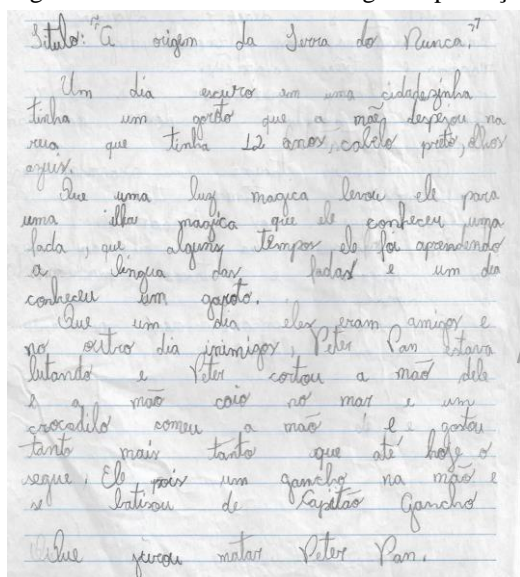 Título: "A origem da Terra do Nunca."
Um dia escuro em uma cidadezinha
tinha um garoto que a mãe despejou na
rua que tinha 12 anos, cabelo preto, olhos
azuis.
Que uma luz magica levou ele para
uma ilha magica que ele conheceu uma
fada, que alguns tempos ele foi aprendendo
a língua das fadas e um dia
conheceu um garoto.
Que um dia eles eram amigos e
no outro dia inimigos, Peter Pan estava
lutando e Peter cortou a mão dele
e a mão caio no mar e um
crocodilo comeu a mão e gostou
tanto mais tanto que até hoje o
segue. Ele pois um gancho na mão e
se batisou de Capitão Gancho
Que jurou matar Peter Pan.